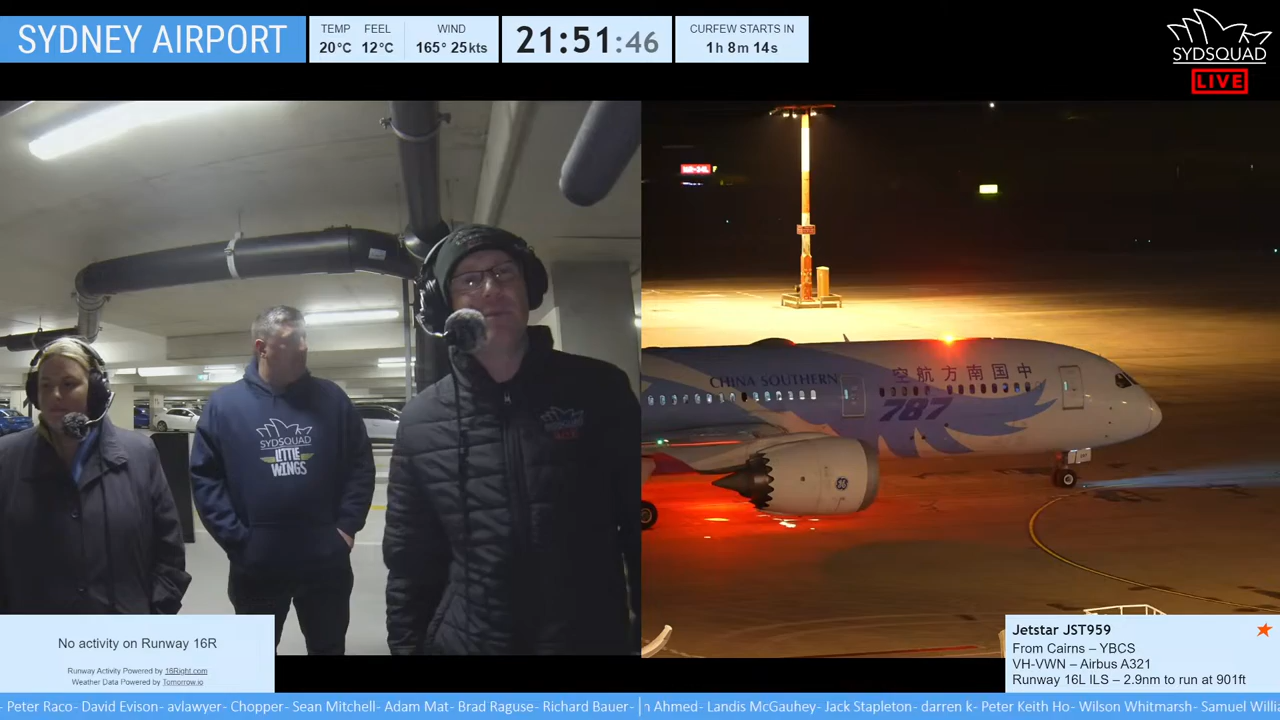 SYDNEY AIRPORT
TEMP FEEL WIND
20°C 12°C 165° 25kts
21:51:46
CURFEW STARTS IN
1h 8m 14s
SYDSQUAD
LIVE
CHINA SOUTHERN
空航方南国中
787
SYDSQUAD
LITTLE
WINGS
GE
No activity on Runway 16R
Runway Activity Powered by 16Right.com
Weather Data Powered by Tomorrow.io
Jetstar JST959
From Cairns – YBCS
VH-VWN – Airbus A321
Runway 16L ILS – 2.9nm to run at 901ft
- Peter Raco- David Evison- avlawyer- Chopper- Sean Mitchell- Adam Mat- Brad Raguse- Richard Bauer- n Ahmed- Landis McGauhey- Jack Stapleton- darren k- Peter Keith Ho- Wilson Whitmarsh- Samuel Willi